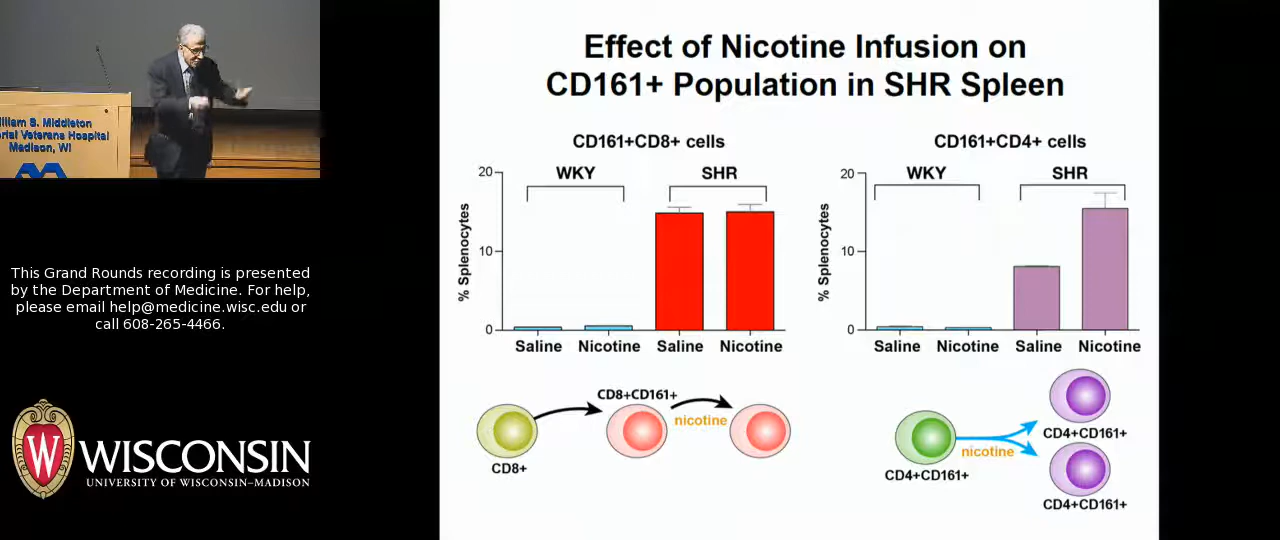 illiam S. Middleton
rial Veterans Hospital
Madison, WI
This Grand Rounds recording is presented
by the Department of Medicine. For help,
please email help@medicine.wisc.edu or
call 608-265-4466.
W
WISCONSIN
UNIVERSITY OF WISCONSIN–MADISON
Effect of Nicotine Infusion on
CD161+ Population in SHR Spleen
CD161+CD8+ cells
WKY SHR
% Splenocytes
20
10
0
Saline Nicotine Saline Nicotine
CD8+CD161+
nicotine
CD8+
CD161+CD4+ cells
WKY SHR
% Splenocytes
20
10
0
Saline Nicotine Saline Nicotine
CD4+CD161+
nicotine
CD4+CD161+
CD4+CD161+